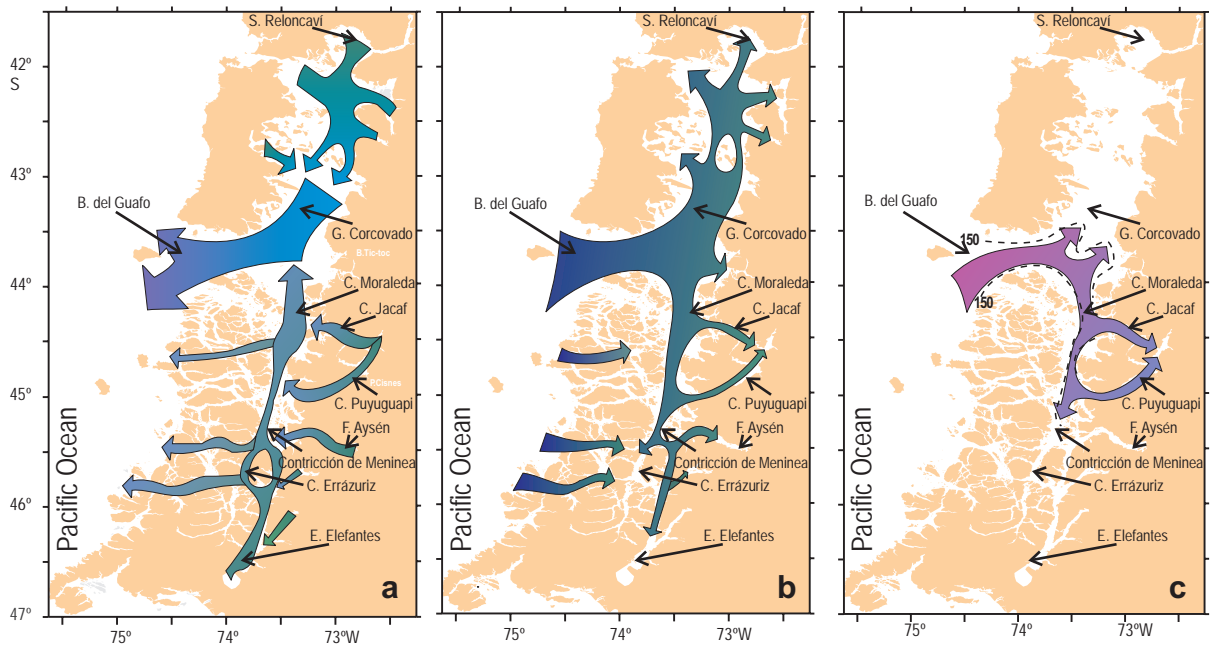 S. Reloncaví
42º
S
43º
B. del Guafo
G. Corcovado
B.Tic-toc
44º
C. Moraleda
C. Jacaf
P.Cisnes
45º
C. Puyuguapi
F. Aysén
Contricción de Meninea
C. Errázuriz
46º
E. Elefantes
47º
Pacific Ocean
a
75º
74º
73ºW
S. Reloncaví
B. del Guafo
G. Corcovado
C. Moraleda
C. Jacaf
C. Puyuguapi
F. Aysén
Contricción de Meninea
C. Errázuriz
E. Elefantes
Pacific Ocean
b
75º
74º
73ºW
S. Reloncaví
B. del Guafo
150
G. Corcovado
150
C. Moraleda
C. Jacaf
C. Puyuguapi
F. Aysén
Contricción de Meninea
C. Errázuriz
E. Elefantes
Pacific Ocean
c
75º
74º
73ºW